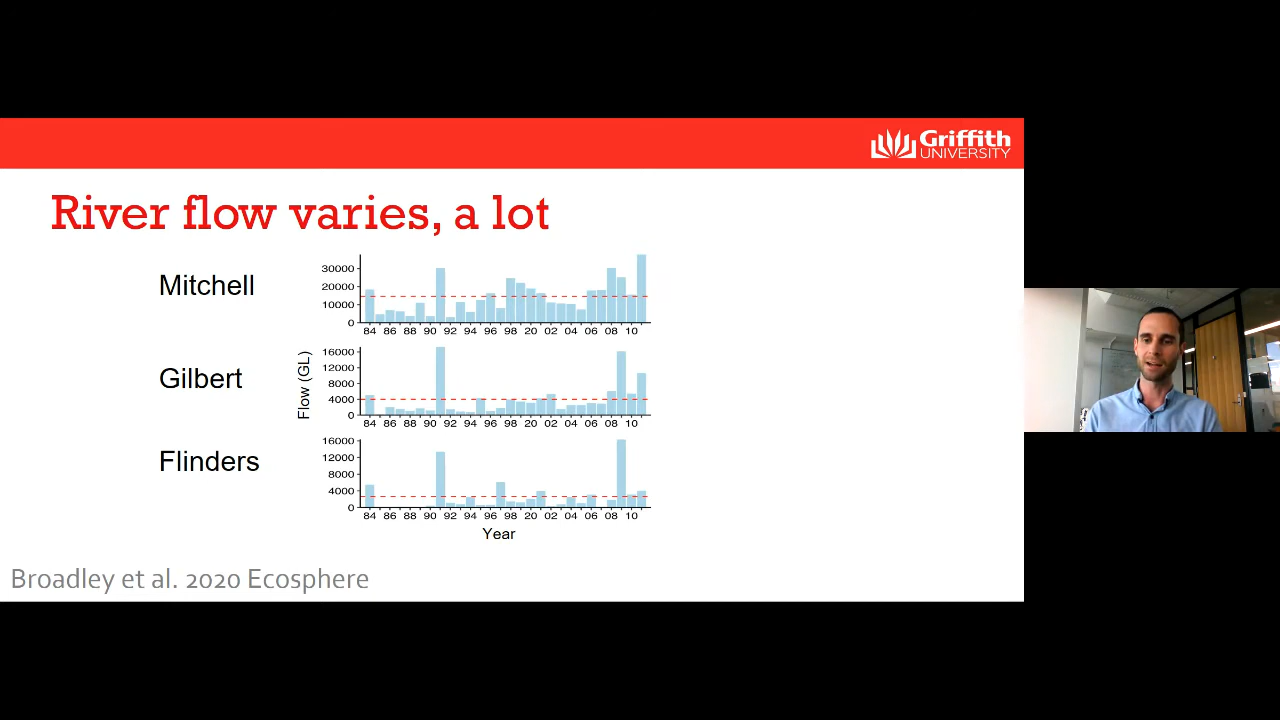 Griffith
UNIVERSITY
River flow varies, a lot
Mitchell
30000
20000
10000
0
84 86 88 90 92 94 96 98 20 02 04 06 08 10
Gilbert
Flow (GL)
16000
12000
8000
4000
0
84 86 88 90 92 94 96 98 20 02 04 06 08 10
Flinders
16000
12000
8000
4000
0
84 86 88 90 92 94 96 98 20 02 04 06 08 10
Year
Broadley et al. 2020 Ecosphere